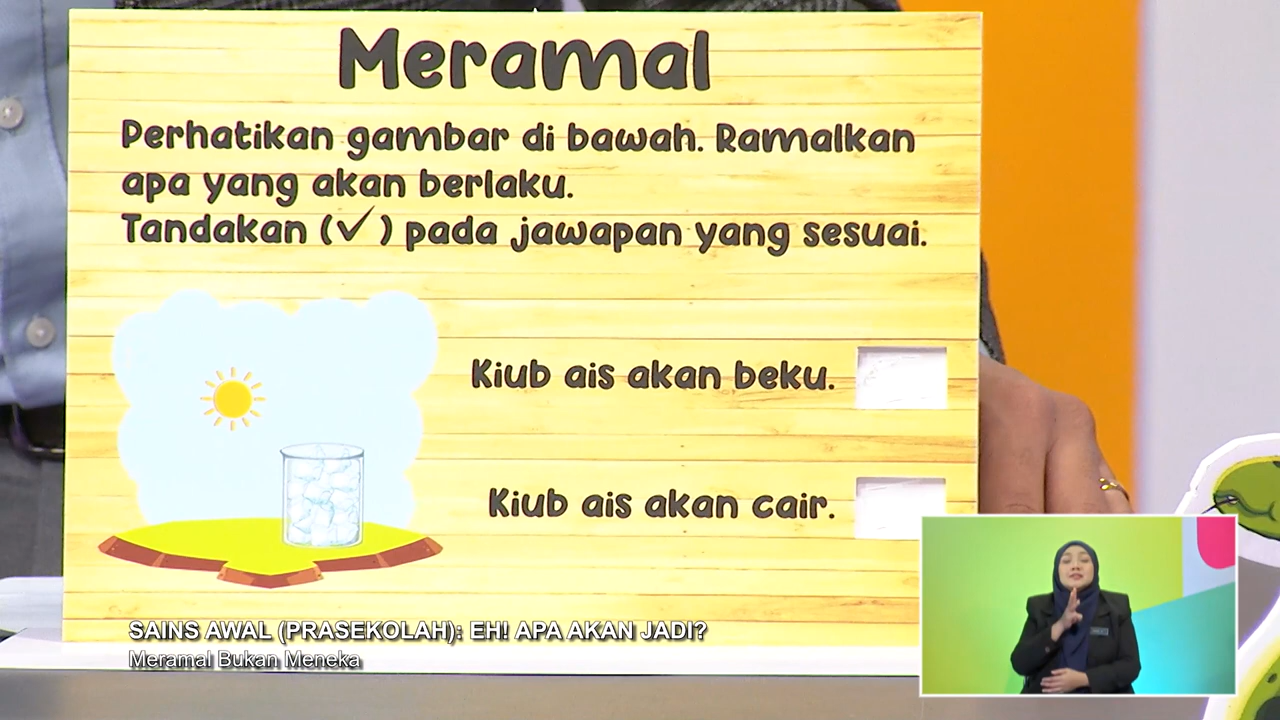 Meramal
Perhatikan gambar di bawah. Ramalkan
apa yang akan berlaku.
Tandakan (✓) pada jawapan yang sesuai.
Kiub ais akan beku.
Kiub ais akan cair.
SAINS AWAL (PRASEKOLAH): EH! APA AKAN JADI?
Meramal Bukan Meneka